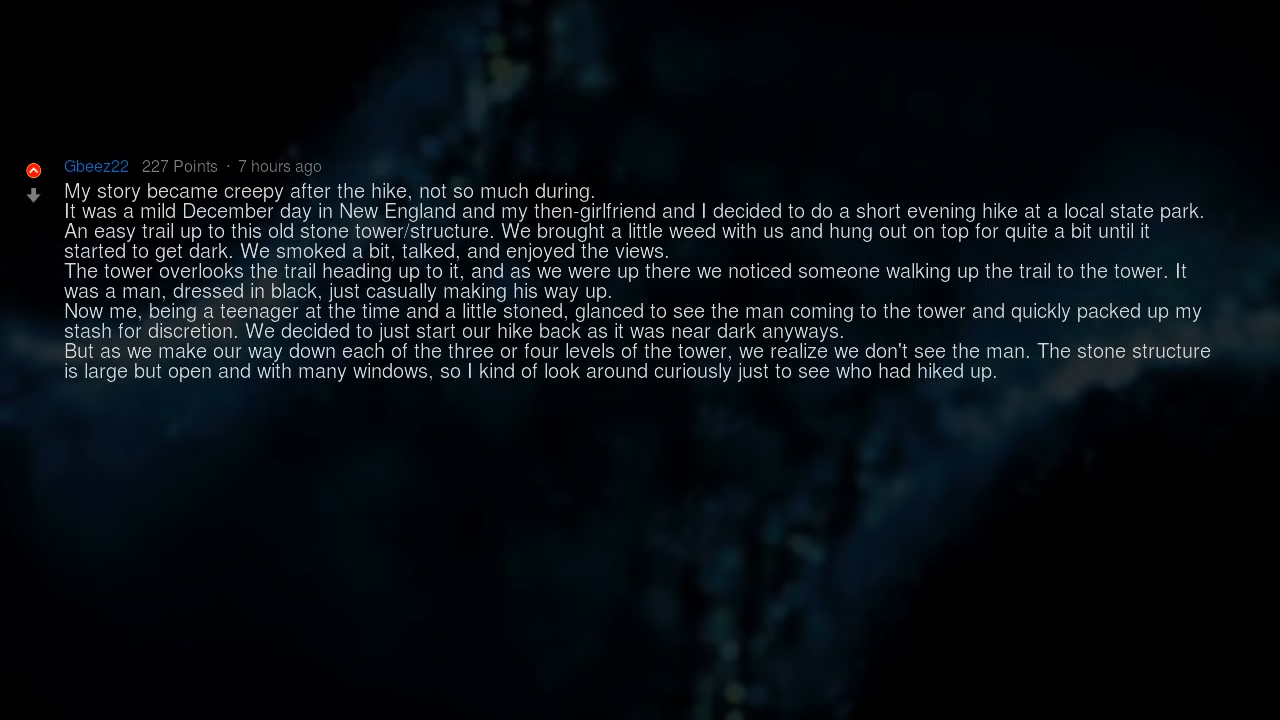 Gbeez22 227 Points · 7 hours ago
My story became creepy after the hike, not so much during.
It was a mild December day in New England and my then-girlfriend and I decided to do a short evening hike at a local state park.
An easy trail up to this old stone tower/structure. We brought a little weed with us and hung out on top for quite a bit until it
started to get dark. We smoked a bit, talked, and enjoyed the views.
The tower overlooks the trail heading up to it, and as we were up there we noticed someone walking up the trail to the tower. It
was a man, dressed in black, just casually making his way up.
Now me, being a teenager at the time and a little stoned, glanced to see the man coming to the tower and quickly packed up my
stash for discretion. We decided to just start our hike back as it was near dark anyways.
But as we make our way down each of the three or four levels of the tower, we realize we don't see the man. The stone structure
is large but open and with many windows, so I kind of look around curiously just to see who had hiked up.